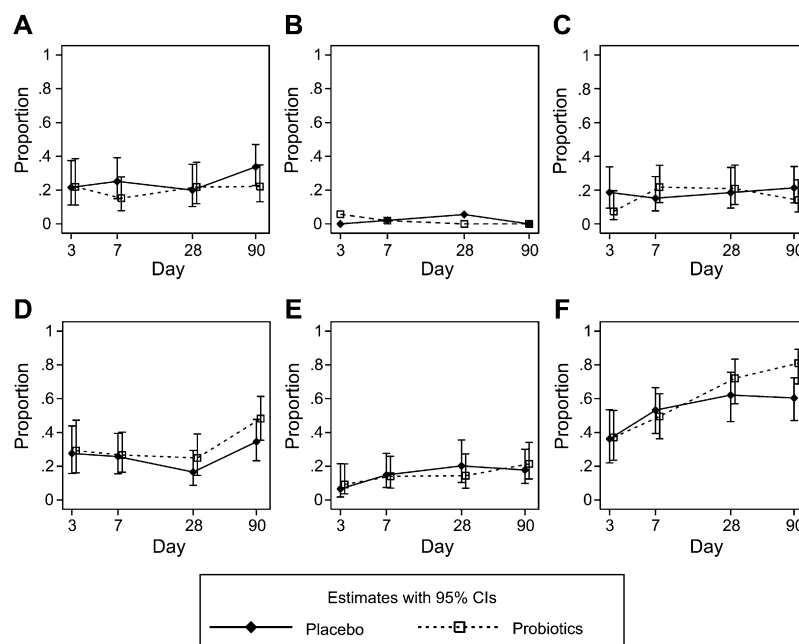 A
Proportion
1
.8
.6
.4
.2
0
3 7 28 90
Day
B
Proportion
1
.8
.6
.4
.2
0
3 7 28 90
Day
C
Proportion
1
.8
.6
.4
.2
0
3 7 28 90
Day
D
Proportion
1
.8
.6
.4
.2
0
3 7 28 90
Day
E
Proportion
1
.8
.6
.4
.2
0
3 7 28 90
Day
F
Proportion
1
.8
.6
.4
.2
0
3 7 28 90
Day
Estimates with 95% CIs
Placebo Probiotics